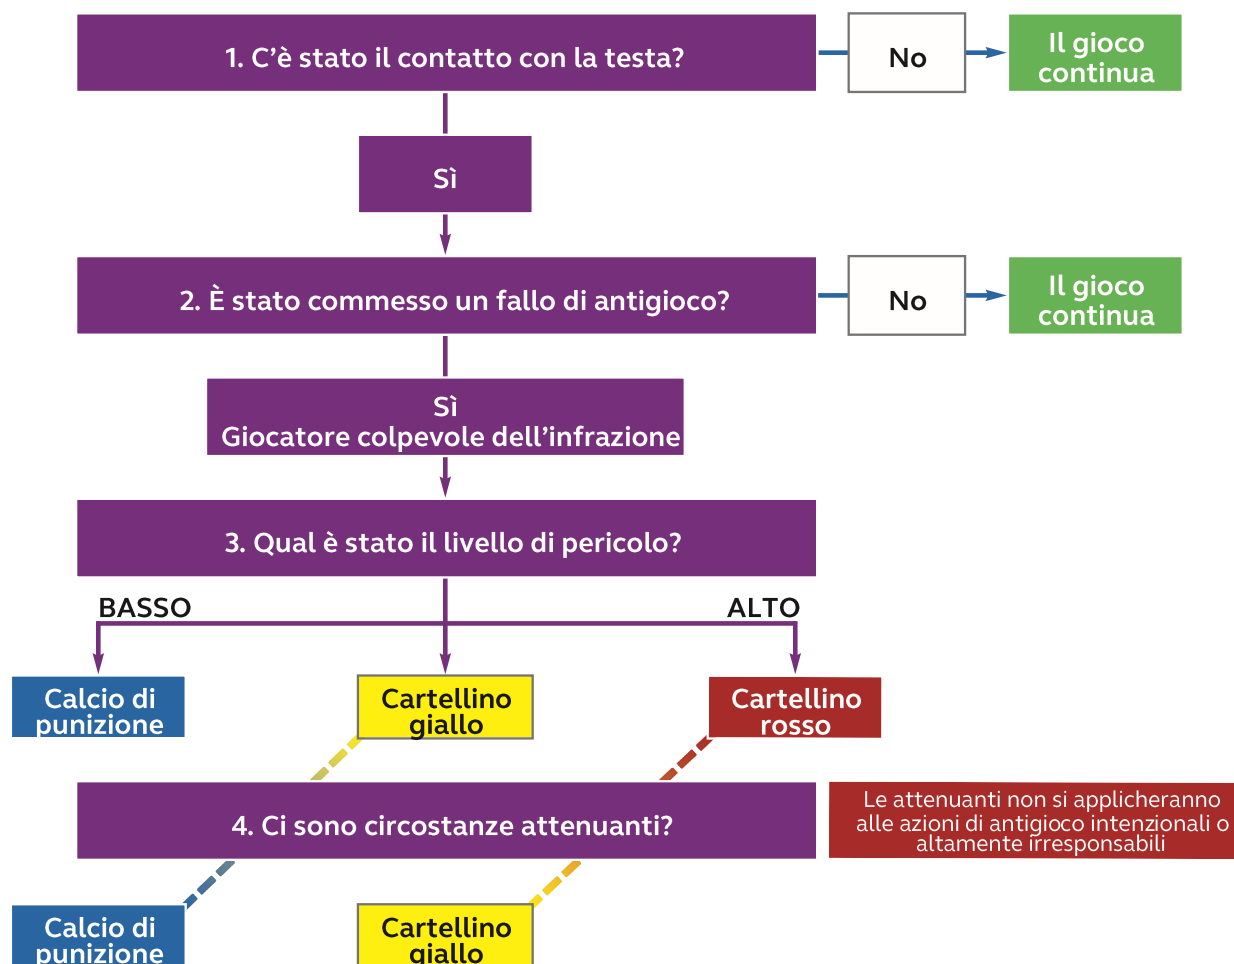 1. C’è stato il contatto con la testa?
No
Il gioco
continua
Sì
2. È stato commesso un fallo di antigioco?
No
Il gioco
continua
Sì
Giocatore colpevole dell’infrazione
3. Qual è stato il livello di pericolo?
BASSO
ALTO
Calcio di
punizione
Cartellino
giallo
Cartellino
rosso
4. Ci sono circostanze attenuanti?
Le attenuanti non si applicheranno
alle azioni di antigioco intenzionali o
altamente irresponsabili
Calcio di
punizione
Cartellino
giallo